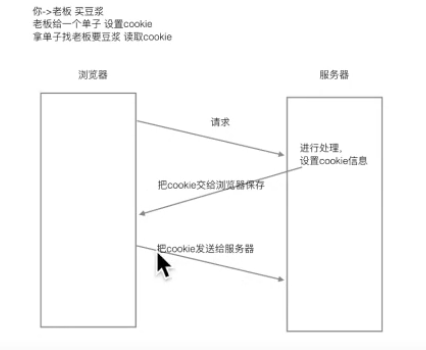 你->老板 买豆浆
老板给一个单子 设置cookie
拿单子找老板要豆浆 读取cookie
浏览器
服务器
请求
进行处理，
设置cookie信息
把cookie交给浏览器保存
把cookie发送给服务器